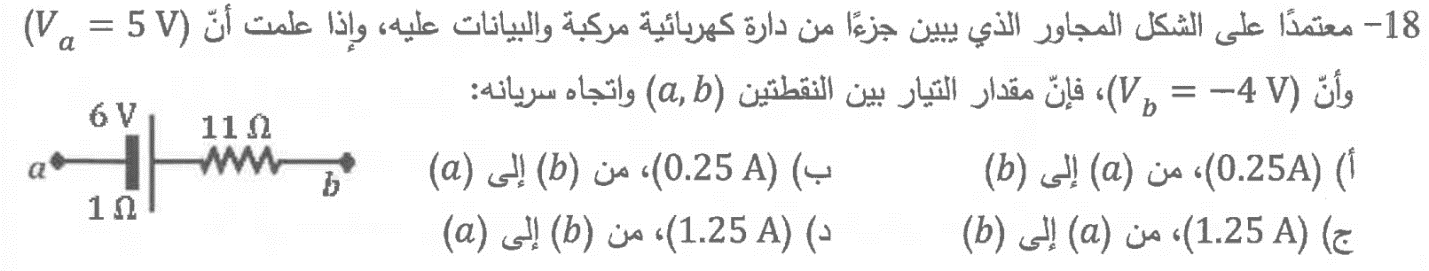 18- معتمدًا على الشكل المجاور الذي يبين جزءًا من دارة كهربائية مركبة والبيانات عليه، وإذا علمت أنّ (V_a = 5 V)
وأنّ (V_b = −4 V)، فإنّ مقدار التيار بين النقطتين (a, b) واتجاه سريانه:
أ) (0.25A)، من (a) إلى (b)
ب) (0.25 A)، من (b) إلى (a)
ج) (1.25 A)، من (a) إلى (b)
د) (1.25 A)، من (b) إلى (a)
6 V
11 Ω
a
b
1 Ω